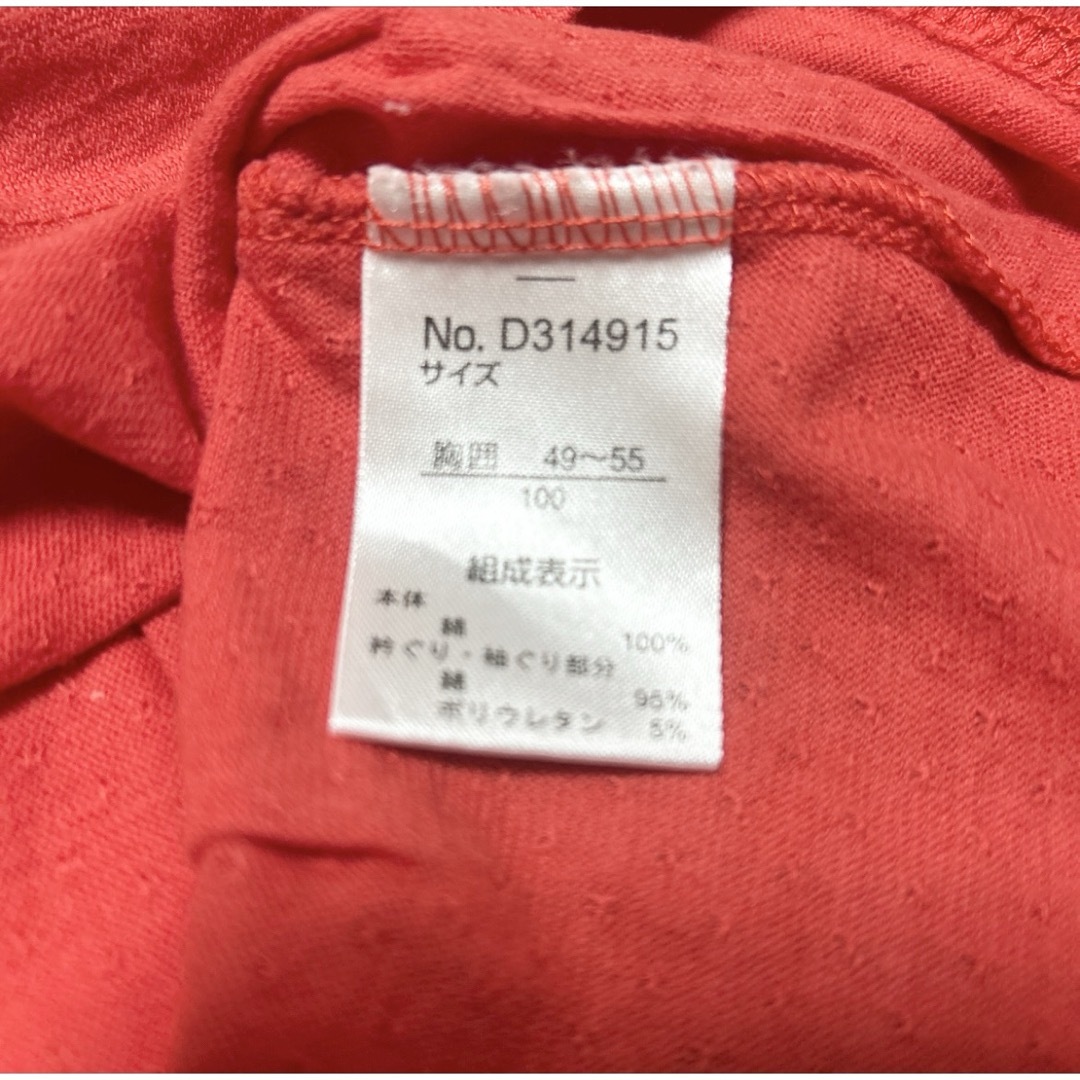 No. D314915
サイズ
胸囲 49～55
100
組成表示
本体
綿 100%
衿ぐり・袖ぐり部分
綿 95%
ポリウレタン 5%